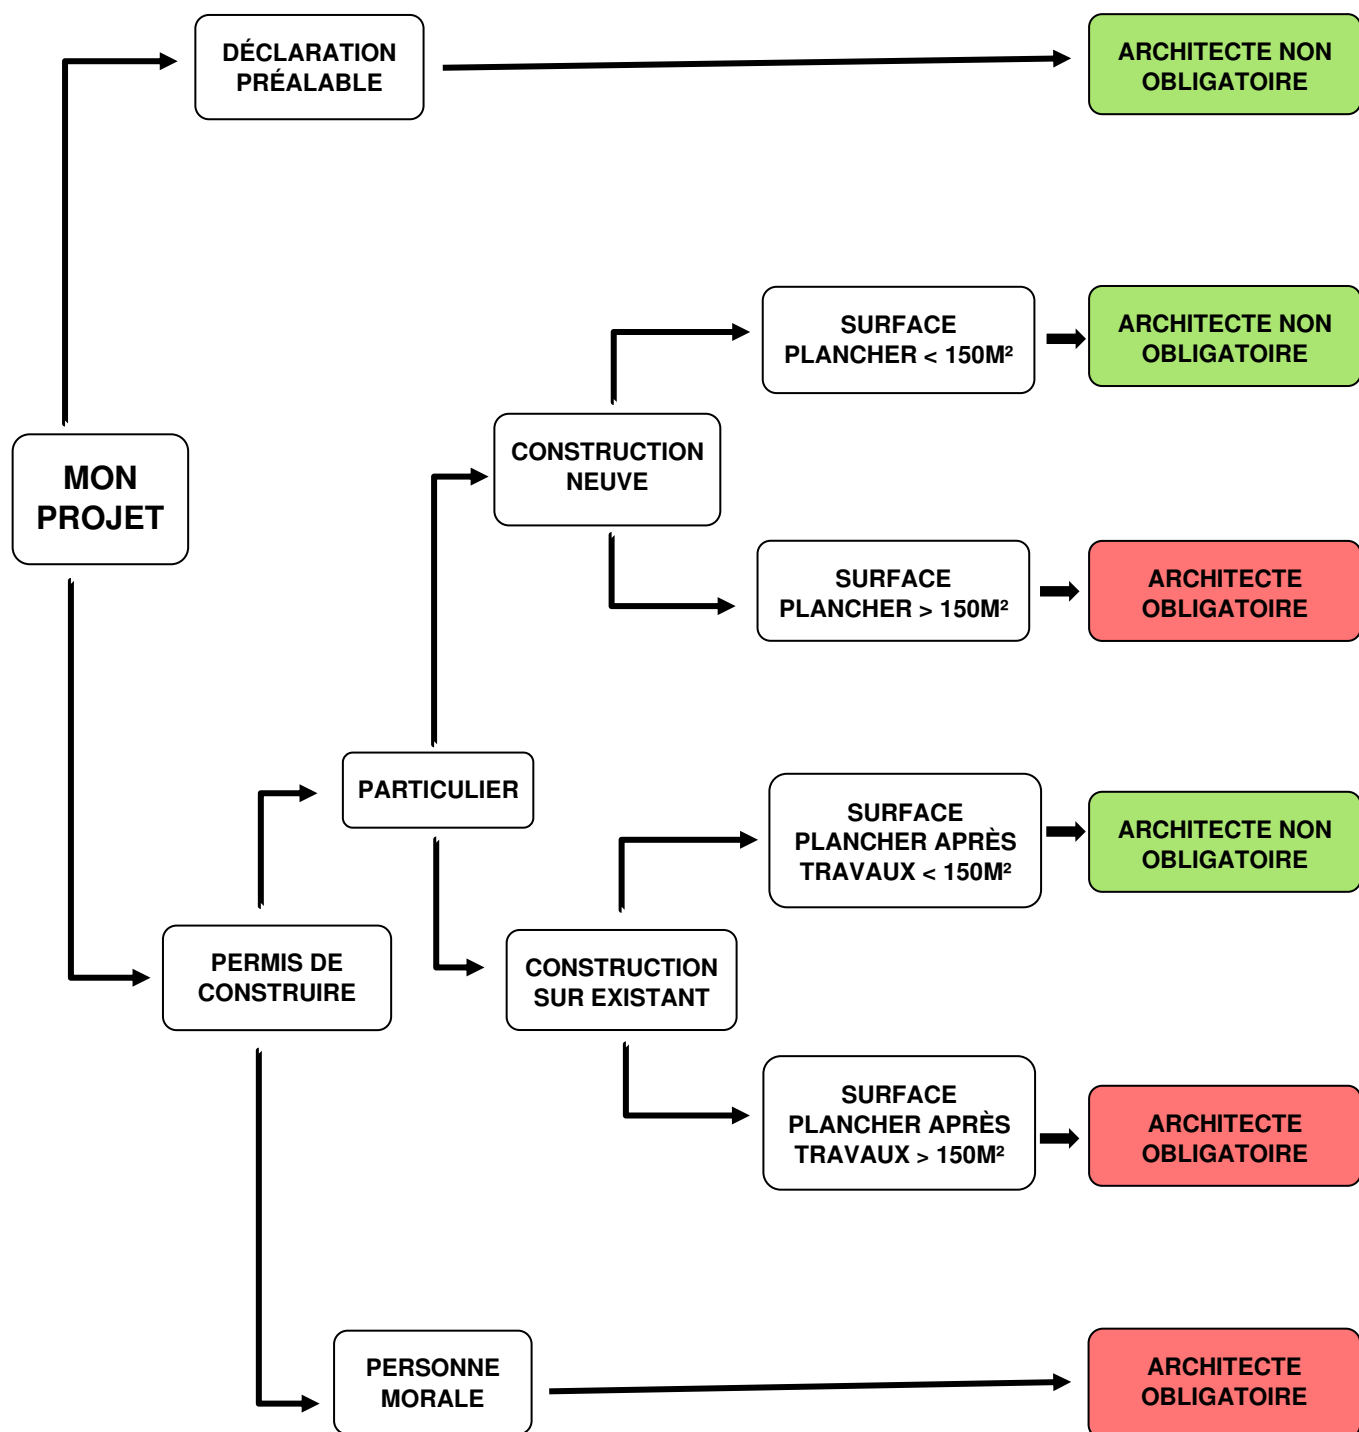 DÉCLARATION
PRÉALABLE
ARCHITECTE NON
OBLIGATOIRE
SURFACE
PLANCHER < 150M²
ARCHITECTE NON
OBLIGATOIRE
MON
PROJET
CONSTRUCTION
NEUVE
SURFACE
PLANCHER > 150M²
ARCHITECTE
OBLIGATOIRE
PARTICULIER
SURFACE
PLANCHER APRÈS
TRAVAUX < 150M²
ARCHITECTE NON
OBLIGATOIRE
PERMIS DE
CONSTRUIRE
CONSTRUCTION
SUR EXISTANT
SURFACE
PLANCHER APRÈS
TRAVAUX > 150M²
ARCHITECTE
OBLIGATOIRE
PERSONNE
MORALE
ARCHITECTE
OBLIGATOIRE